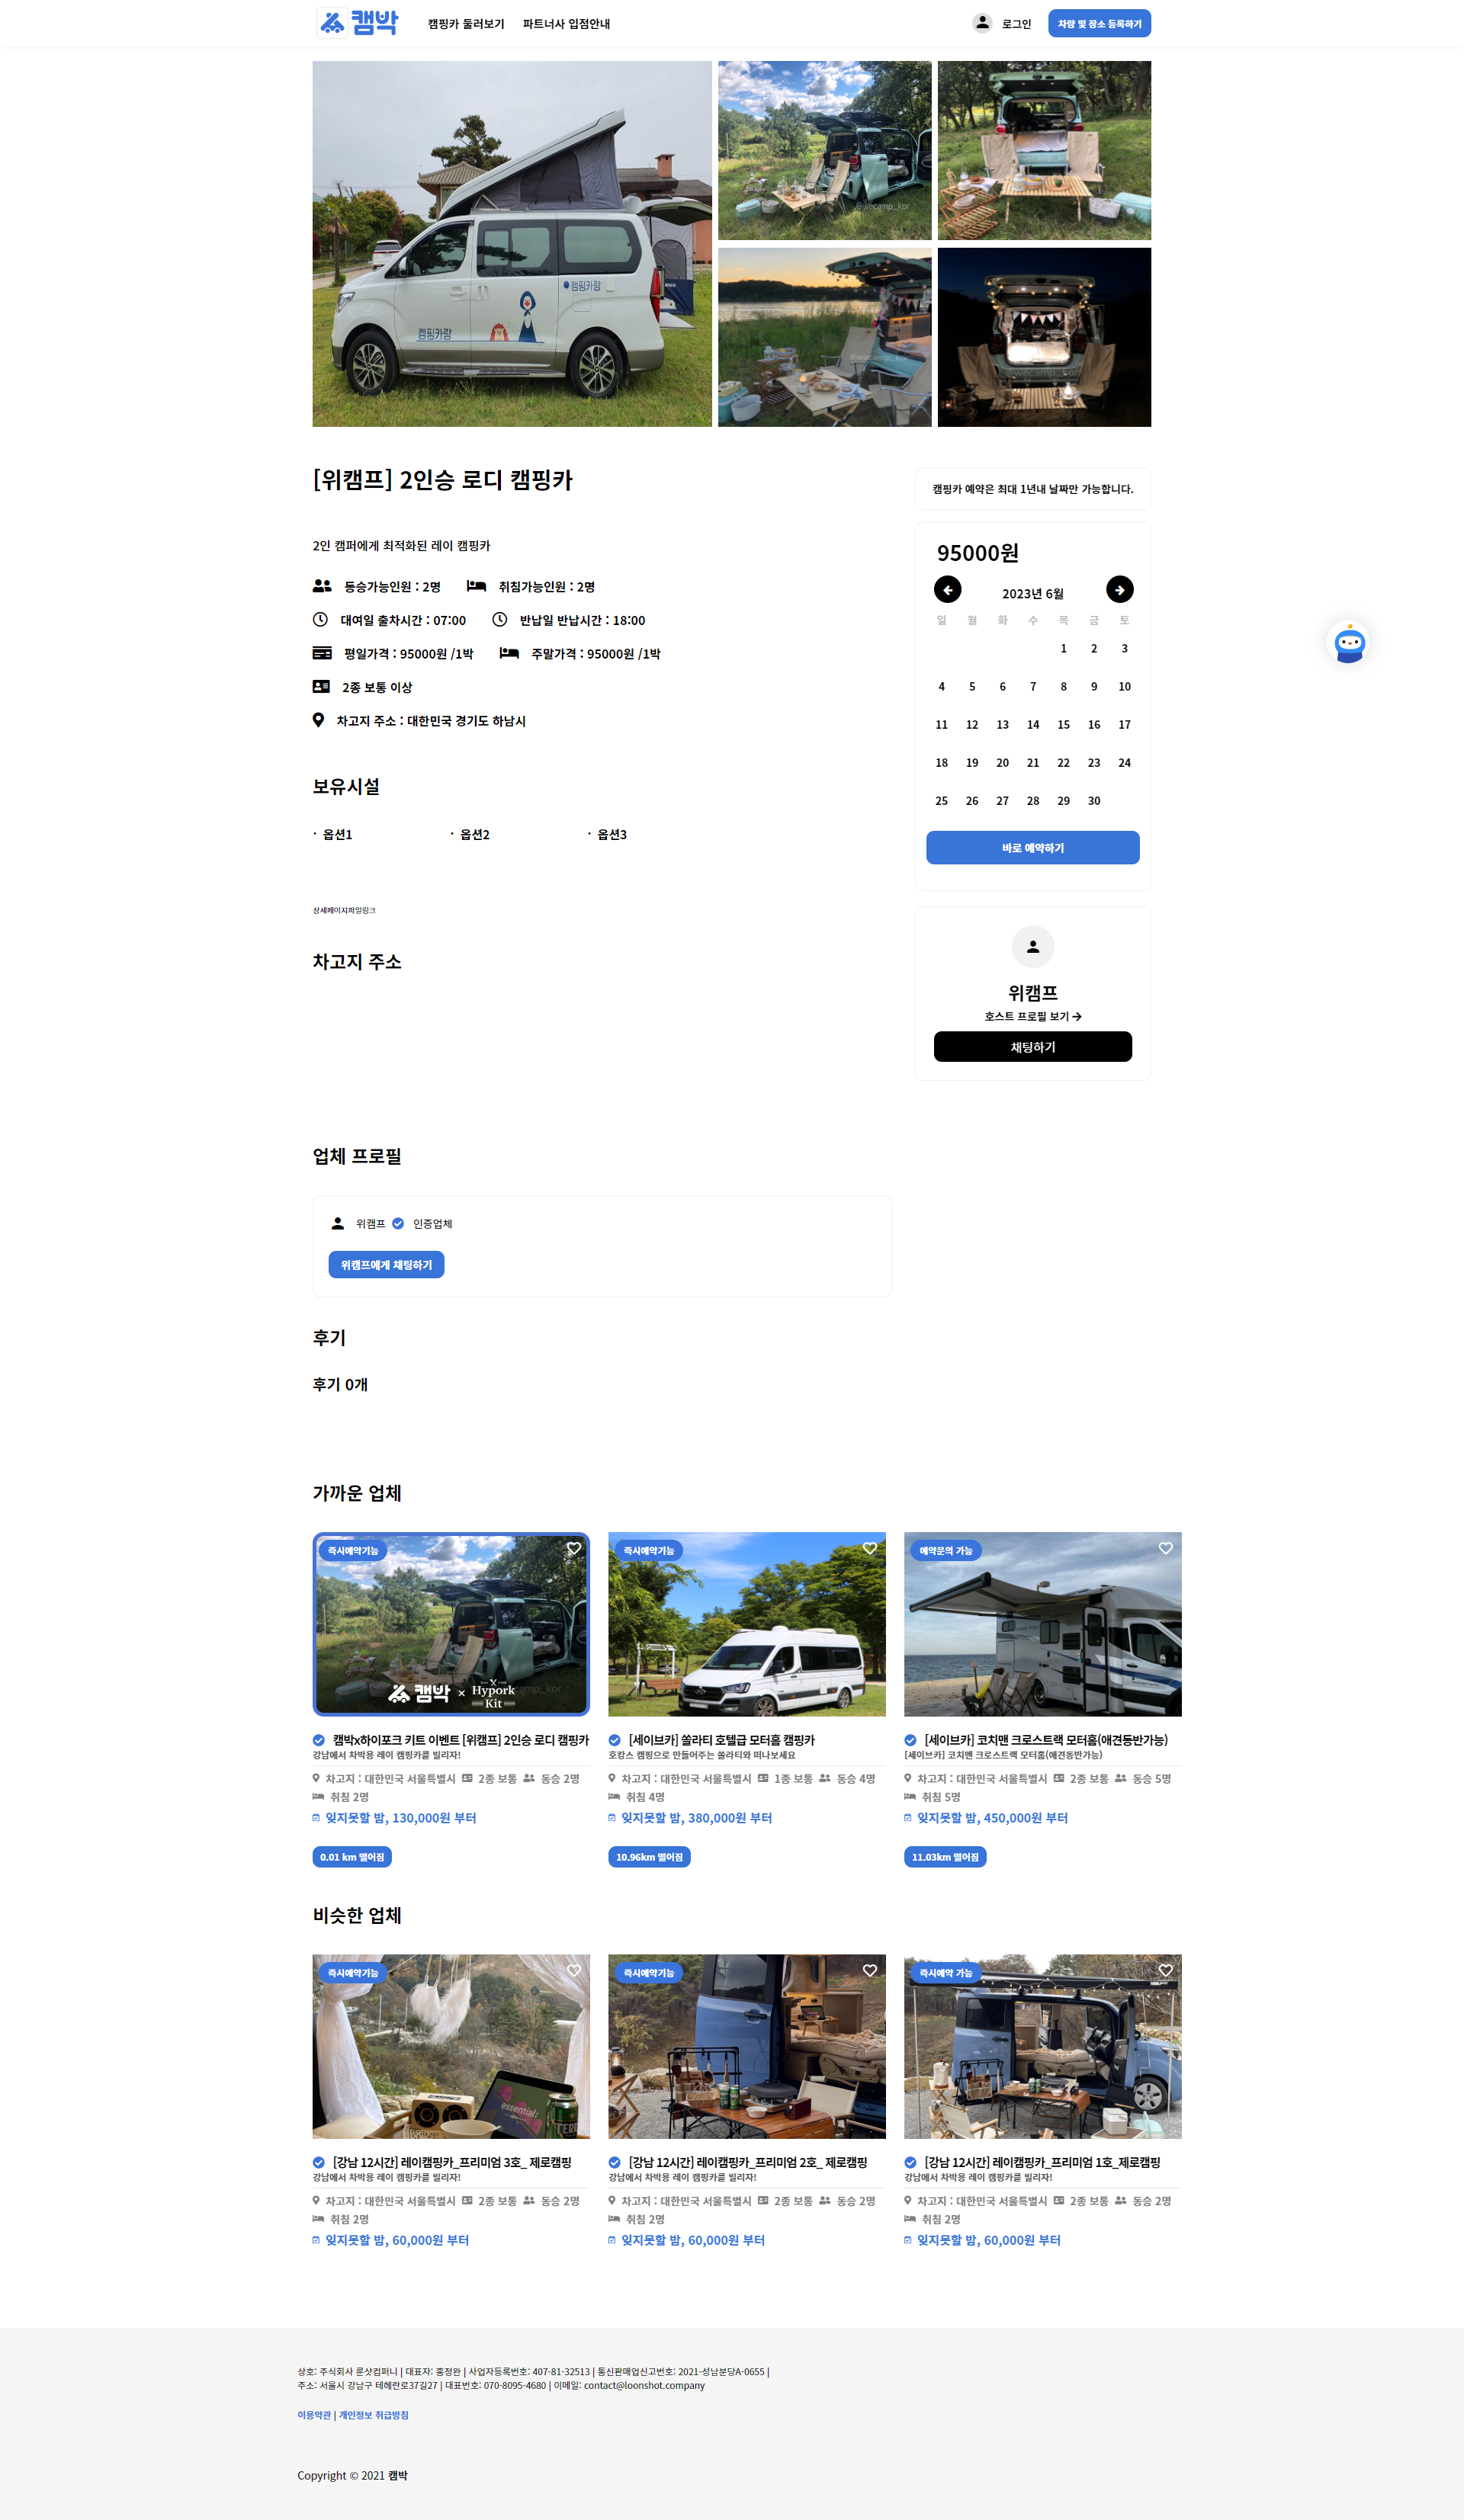 캠박
캠핑카 둘러보기 파트너사 입점안내
로그인
차량 및 장소 등록하기
캠핑카랑
캠핑카랑
@wecamp_kor
@wecamp_kor
[위캠프] 2인승 로디 캠핑카
2인 캠퍼에게 최적화된 레이 캠핑카
동승가능인원 : 2명 취침가능인원 : 2명
대여일 출차시간 : 07:00 반납일 반납시간 : 18:00
평일가격 : 95000원 /1박 주말가격 : 95000원 /1박
2종 보통 이상
차고지 주소 : 대한민국 경기도 하남시
보유시설
· 옵션1 · 옵션2 · 옵션3
상세페이지파일링크
차고지 주소
캠핑카 예약은 최대 1년내 날짜만 가능합니다.
95000원
2023년 6월
일 월 화 수 목 금 토
1 2 3
4 5 6 7 8 9 10
11 12 13 14 15 16 17
18 19 20 21 22 23 24
25 26 27 28 29 30
바로 예약하기
위캠프
호스트 프로필 보기
채팅하기
업체 프로필
위캠프 인증업체
위캠프에게 채팅하기
후기
후기 0개
가까운 업체
즉시예약기능
캠박 × Hypork
Kit
캠박x하이포크 키트 이벤트 [위캠프] 2인승 로디 캠핑카
강남에서 차박용 레이 캠핑카를 빌리자!
차고지 : 대한민국 서울특별시 2종 보통 동승 2명
취침 2명
잊지못할 밤, 130,000원 부터
0.01 km 떨어짐
즉시예약기능
[세이브카] 쏠라티 호텔급 모터홈 캠핑카
호캉스 캠핑으로 만들어주는 쏠라티와 떠나보세요
차고지 : 대한민국 서울특별시 1종 보통 동승 4명
취침 4명
잊지못할 밤, 380,000원 부터
10.96km 떨어짐
예약문의 가능
[세이브카] 코치맨 크로스트랙 모터홈(애견동반가능)
[세이브카] 코치맨 크로스트랙 모터홈(애견동반가능)
차고지 : 대한민국 서울특별시 2종 보통 동승 5명
취침 5명
잊지못할 밤, 450,000원 부터
11.03km 떨어짐
비슷한 업체
즉시예약기능
essential;
[강남 12시간] 레이캠핑카_프리미엄 3호_ 제로캠핑
강남에서 차박용 레이 캠핑카를 빌리자!
차고지 : 대한민국 서울특별시 2종 보통 동승 2명
취침 2명
잊지못할 밤, 60,000원 부터
즉시예약기능
[강남 12시간] 레이캠핑카_프리미엄 2호_ 제로캠핑
강남에서 차박용 레이 캠핑카를 빌리자!
차고지 : 대한민국 서울특별시 2종 보통 동승 2명
취침 2명
잊지못할 밤, 60,000원 부터
즉시예약 가능
[강남 12시간] 레이캠핑카_프리미엄 1호_제로캠핑
강남에서 차박용 레이 캠핑카를 빌리자!
차고지 : 대한민국 서울특별시 2종 보통 동승 2명
취침 2명
잊지못할 밤, 60,000원 부터
상호: 주식회사 룬샷컴퍼니 | 대표자: 홍정완 | 사업자등록번호: 407-81-32513 | 통신판매업신고번호: 2021-성남분당A-0655 |
주소: 서울시 강남구 테헤란로37길27 | 대표번호: 070-8095-4680 | 이메일: contact@loonshot.company
이용약관 | 개인정보 취급방침
Copyright © 2021 캠박